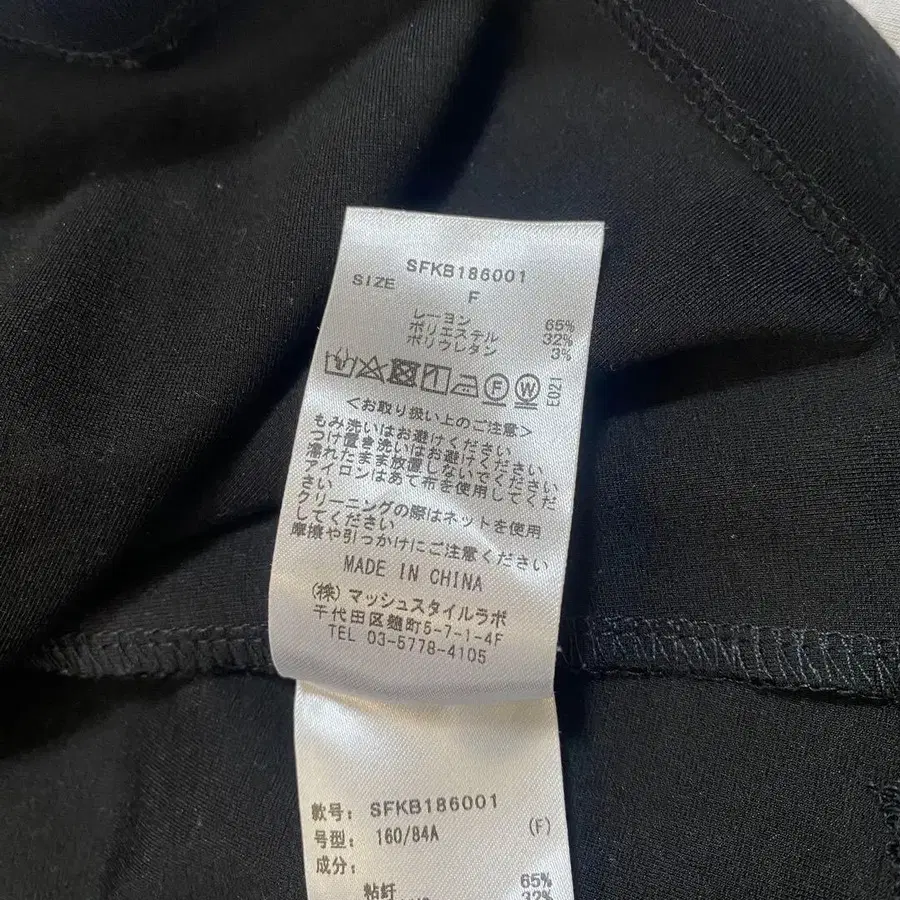 SFKB186001
SIZE F
レーヨン 65%
ポリエステル 32%
ポリウレタン 3%
F W E021
<お取り扱い上のご注意>
もみ洗いはお避けください
つけ置き洗いはお避けください
濡れたまま放置しないでください
アイロンはあて布を使用してくだ
さい
クリーニングの際はネットを使用
してください
摩擦や引っかけにご注意ください
MADE IN CHINA
(株)マッシュスタイルラボ
千代田区麹町5-7-1-4F
TEL 03-5778-4105
款号: SFKB186001
号型: 160/84A (F)
成分:
粘纤 65%
32%